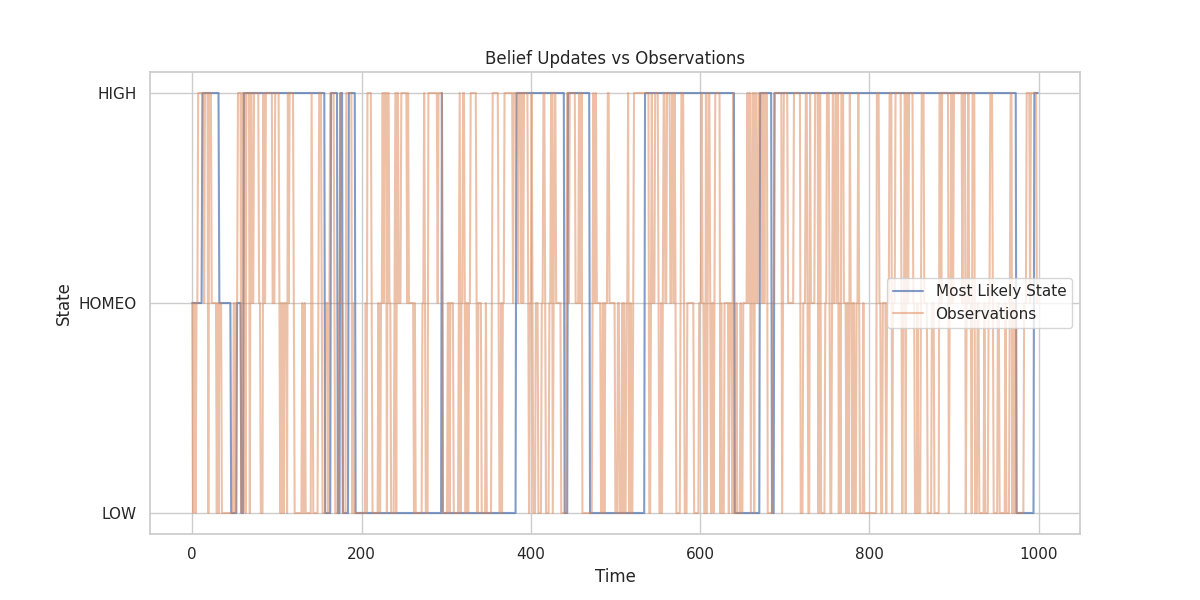 Belief Updates vs Observations
HIGH
HOMEO
LOW
State
Most Likely State
Observations
0
200
400
600
800
1000
Time